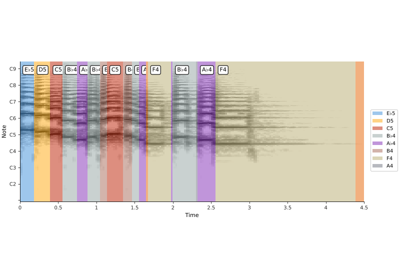 E♭5 D5 C5 B♭4 A♭ B♭ C5 B F4 B♭4 A♭4 F4
C9
C8
C7
C6
C5
C4
C3
C2
Note
0 0.5 1 1.5 2 2.5 3 3.5 4 4.5
Time
E♭5
D5
C5
B♭4
A♭4
B4
F4
A4